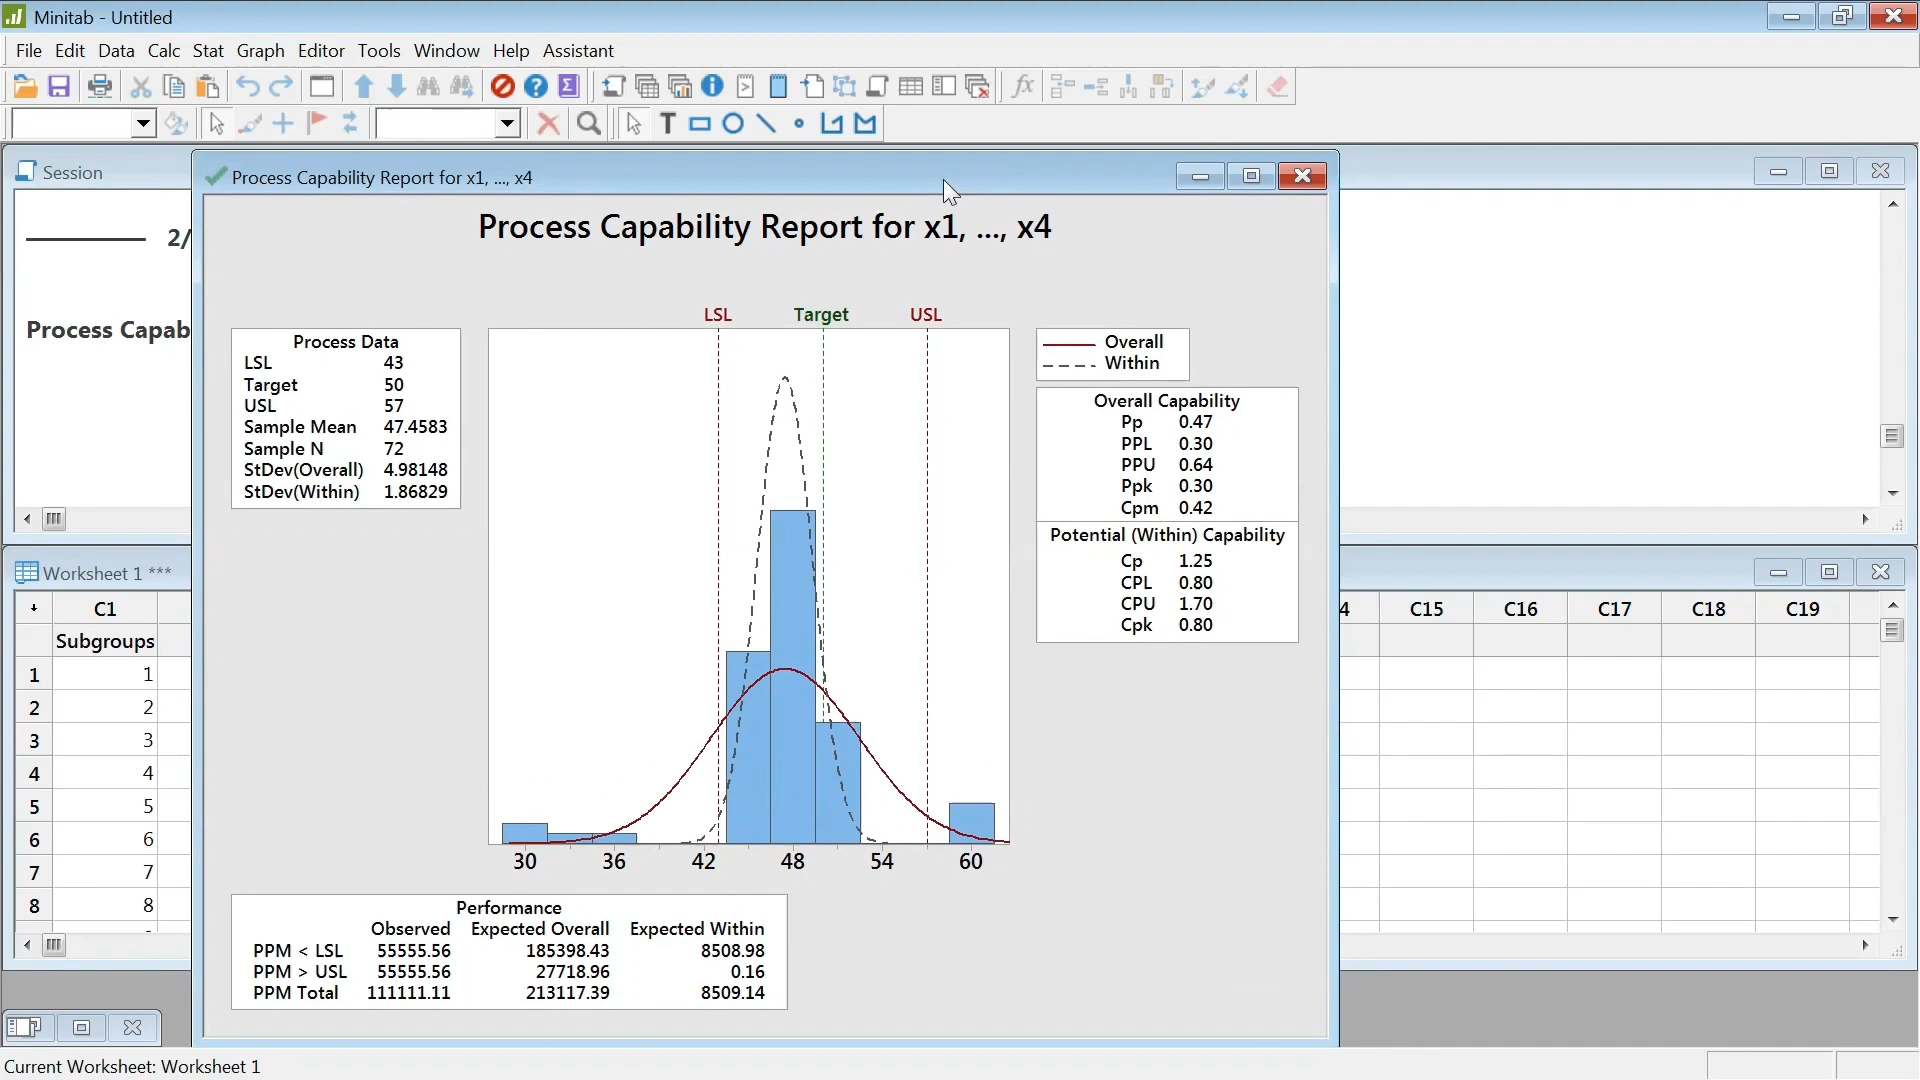 Minitab - Untitled
File Edit Data Calc Stat Graph Editor Tools Window Help Assistant
Session
2/
Process Capab
Process Capability Report for x1, ..., x4
Process Capability Report for x1, ..., x4
LSL Target USL
Process Data
LSL 43
Target 50
USL 57
Sample Mean 47.4583
Sample N 72
StDev(Overall) 4.98148
StDev(Within) 1.86829
Overall
Within
Overall Capability
Pp 0.47
PPL 0.30
PPU 0.64
Ppk 0.30
Cpm 0.42
Potential (Within) Capability
Cp 1.25
CPL 0.80
CPU 1.70
Cpk 0.80
30 36 42 48 54 60
Performance
Observed Expected Overall Expected Within
PPM < LSL 55555.56 185398.43 8508.98
PPM > USL 55555.56 27718.96 0.16
PPM Total 111111.11 213117.39 8509.14
Worksheet 1 ***
C1 4 C15 C16 C17 C18 C19
Subgroups
1 1
2 2
3 3
4 4
5 5
6 6
7 7
8 8
Current Worksheet: Worksheet 1